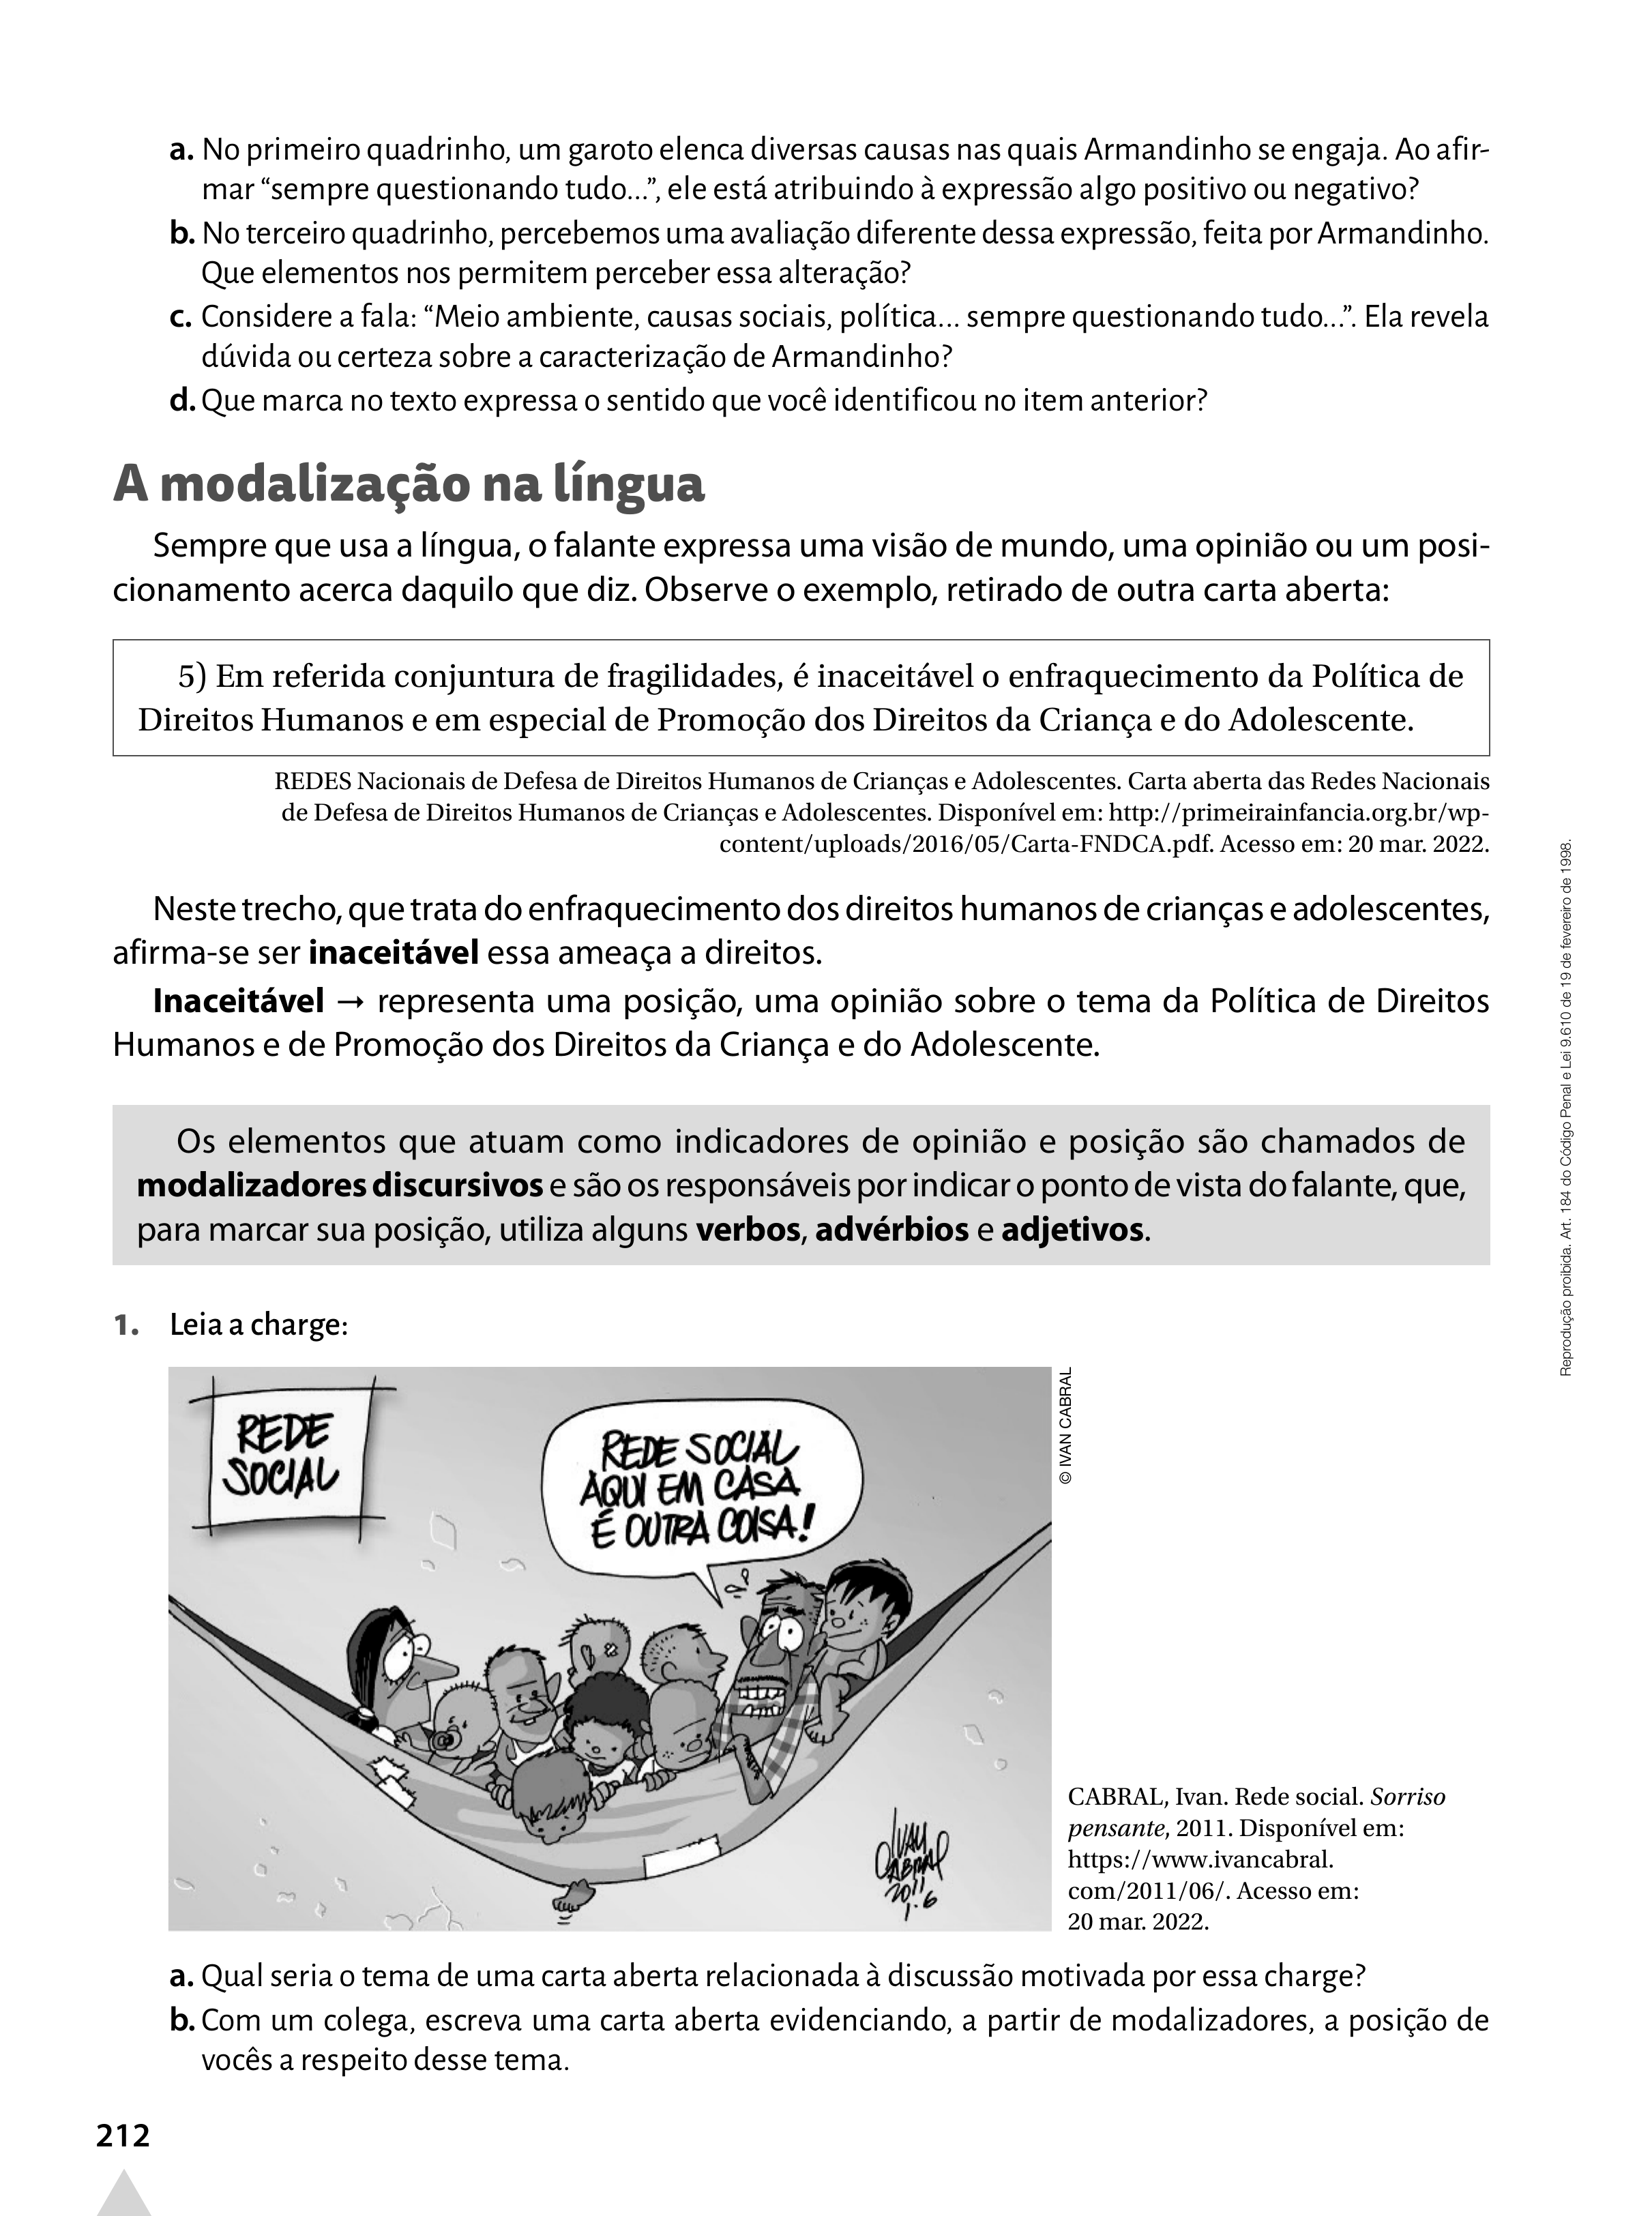 a. No primeiro quadrinho, um garoto elenca diversas causas nas quais Armandinho se engaja. Ao afir-
mar “sempre questionando tudo...”, ele está atribuindo à expressão algo positivo ou negativo?
b. No terceiro quadrinho, percebemos uma avaliação diferente dessa expressão, feita por Armandinho.
Que elementos nos permitem perceber essa alteração?
c. Considere a fala: “Meio ambiente, causas sociais, política... sempre questionando tudo...”. Ela revela
dúvida ou certeza sobre a caracterização de Armandinho?
d. Que marca no texto expressa o sentido que você identificou no item anterior?
A modalização na língua
Sempre que usa a língua, o falante expressa uma visão de mundo, uma opinião ou um posi-
cionamento acerca daquilo que diz. Observe o exemplo, retirado de outra carta aberta:
5) Em referida conjuntura de fragilidades, é inaceitável o enfraquecimento da Política de
Direitos Humanos e em especial de Promoção dos Direitos da Criança e do Adolescente.
REDES Nacionais de Defesa de Direitos Humanos de Crianças e Adolescentes. Carta aberta das Redes Nacionais
de Defesa de Direitos Humanos de Crianças e Adolescentes. Disponível em: http://primeirainfancia.org.br/wp-
content/uploads/2016/05/Carta-FNDCA.pdf. Acesso em: 20 mar. 2022.
Neste trecho, que trata do enfraquecimento dos direitos humanos de crianças e adolescentes,
afirma-se ser inaceitável essa ameaça a direitos.
Inaceitável → representa uma posição, uma opinião sobre o tema da Política de Direitos
Humanos e de Promoção dos Direitos da Criança e do Adolescente.
Os elementos que atuam como indicadores de opinião e posição são chamados de
modalizadores discursivos e são os responsáveis por indicar o ponto de vista do falante, que,
para marcar sua posição, utiliza alguns verbos, advérbios e adjetivos.
1. Leia a charge:
REDE
SOCIAL
REDE SOCIAL
AQUI EM CASA
É OUTRA COISA!
IVAN
CABRAL
2011
1.6
© IVAN CABRAL
CABRAL, Ivan. Rede social. Sorriso
pensante, 2011. Disponível em:
https://www.ivancabral.
com/2011/06/. Acesso em:
20 mar. 2022.
a. Qual seria o tema de uma carta aberta relacionada à discussão motivada por essa charge?
b. Com um colega, escreva uma carta aberta evidenciando, a partir de modalizadores, a posição de
vocês a respeito desse tema.
212
Reprodução proibida. Art. 184 do Código Penal e Lei 9.610 de 19 de fevereiro de 1998.